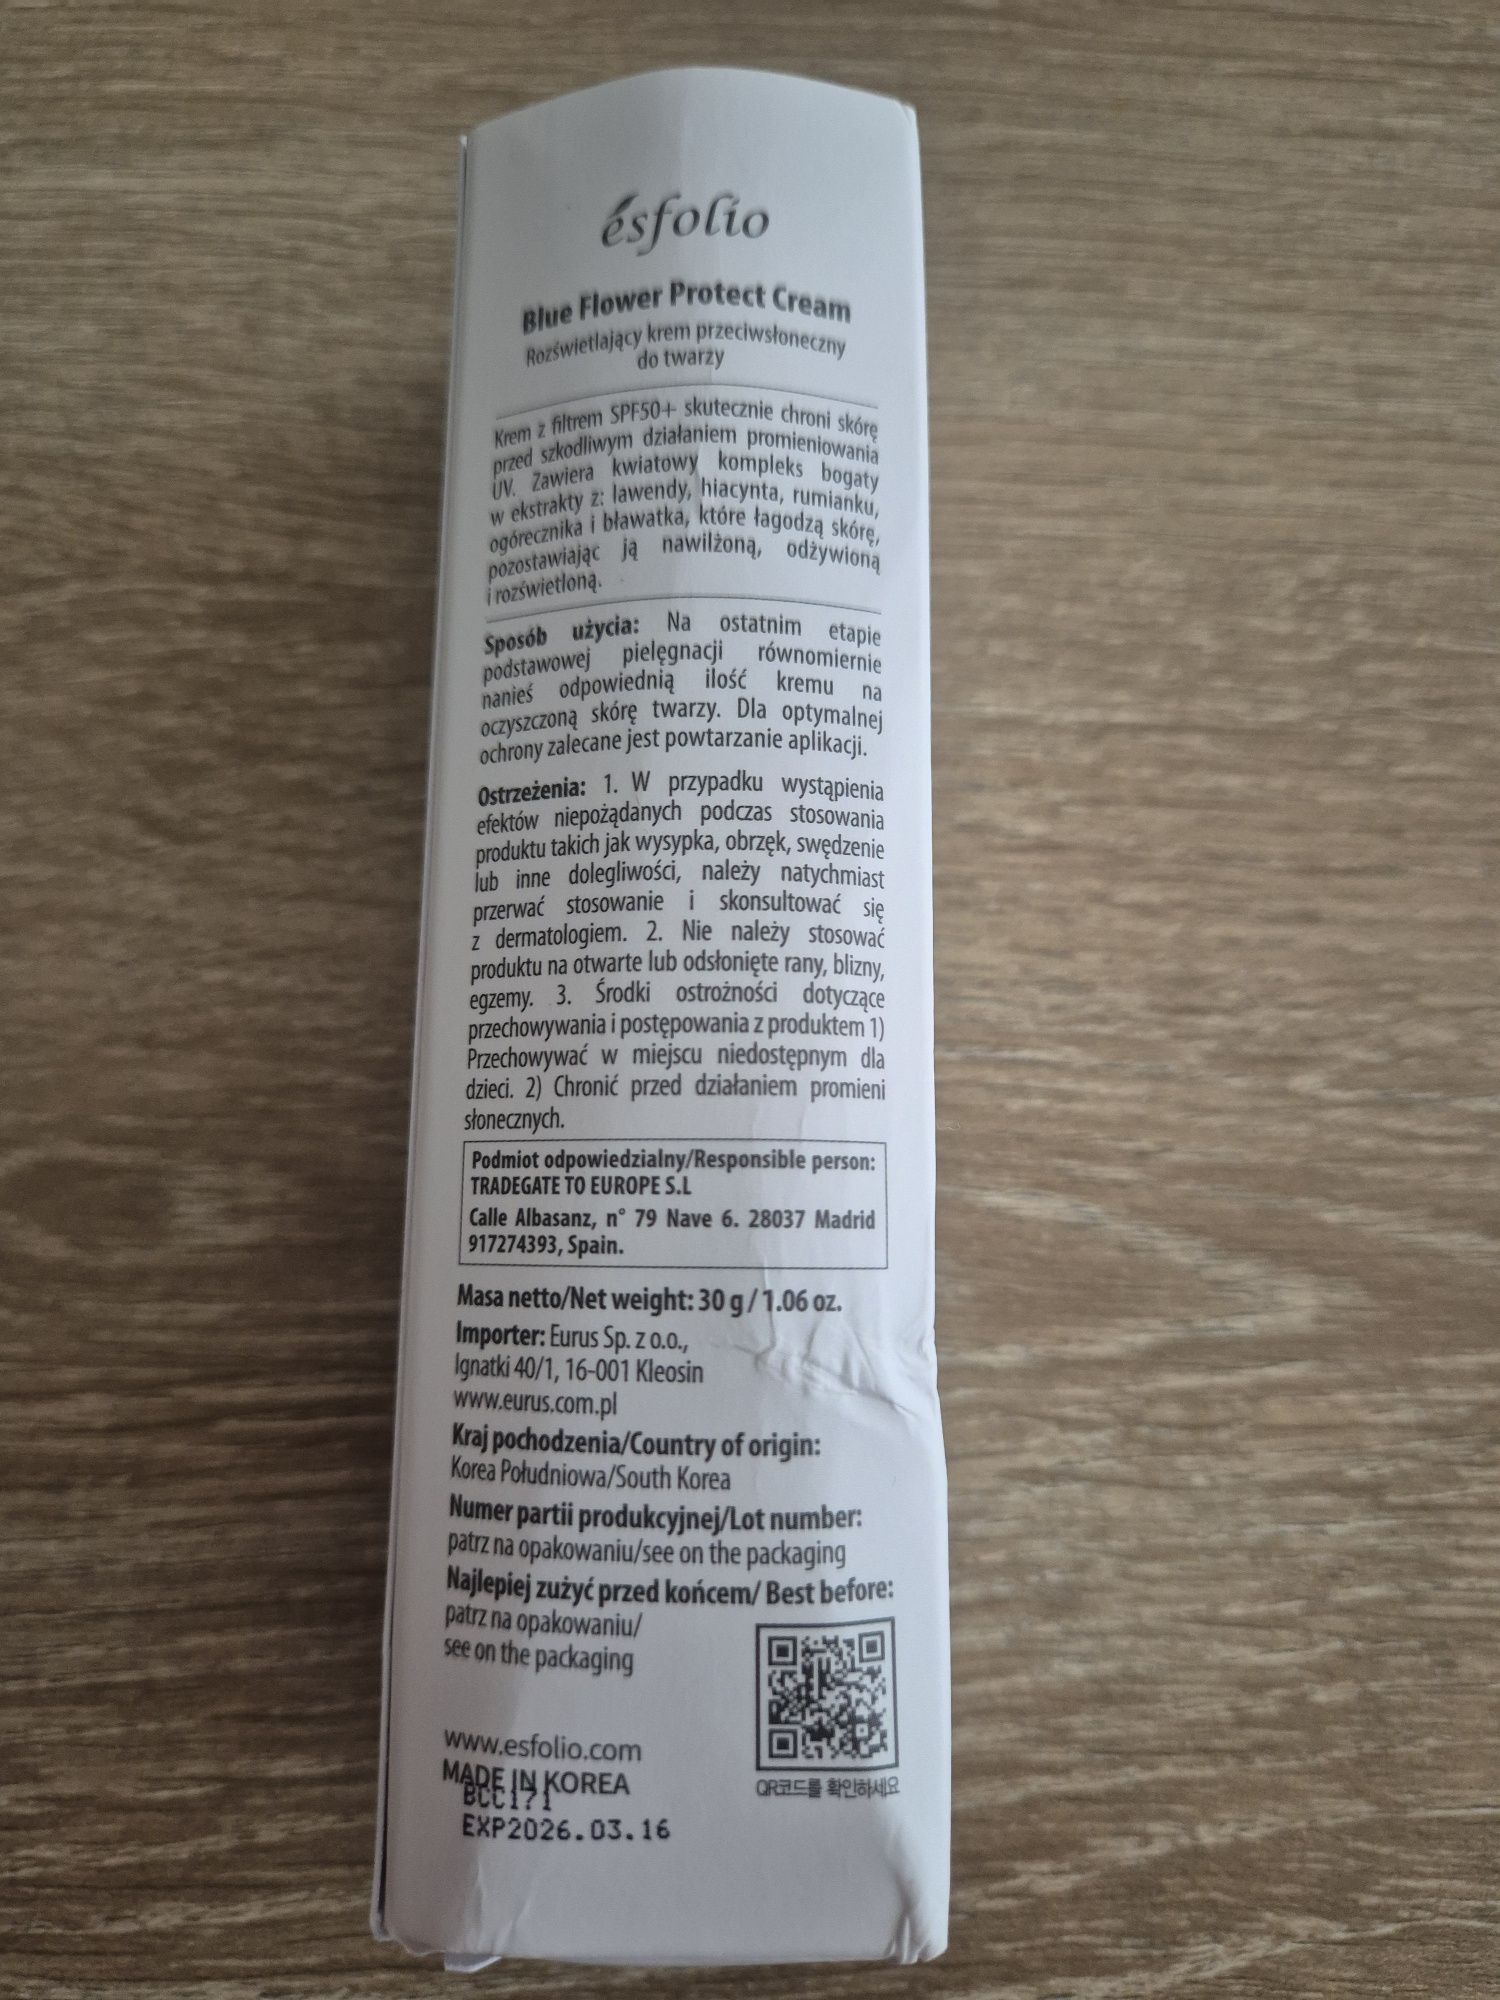 ésfolio
Blue Flower Protect Cream
Rozświetlający krem przeciwsłoneczny
do twarzy
Krem z filtrem SPF50+ skutecznie chroni skórę
przed szkodliwym działaniem promieniowania
UV. Zawiera kwiatowy kompleks bogaty
w ekstrakty z: lawendy, hiacynta, rumianku,
ogórecznika i bławatka, które łagodzą skórę,
pozostawiając ją nawilżoną, odżywioną
i rozświetloną.
Sposób użycia: Na ostatnim etapie
podstawowej pielęgnacji równomiernie
nanieś odpowiednią ilość kremu na
oczyszczoną skórę twarzy. Dla optymalnej
ochrony zalecane jest powtarzanie aplikacji.
Ostrzeżenia: 1. W przypadku wystąpienia
efektów niepożądanych podczas stosowania
produktu takich jak wysypka, obrzęk, swędzenie
lub inne dolegliwości, należy natychmiast
przerwać stosowanie i skonsultować się
z dermatologiem. 2. Nie należy stosować
produktu na otwarte lub odsłonięte rany, blizny,
egzemy. 3. Środki ostrożności dotyczące
przechowywania i postępowania z produktem 1)
Przechowywać w miejscu niedostępnym dla
dzieci. 2) Chronić przed działaniem promieni
słonecznych.
Podmiot odpowiedzialny/Responsible person:
TRADEGATE TO EUROPE S.L
Calle Albasanz, n° 79 Nave 6. 28037 Madrid
917274393, Spain.
Masa netto/Net weight: 30 g / 1.06 oz.
Importer: Eurus Sp. z o.o.,
Ignatki 40/1, 16-001 Kleosin
www.eurus.com.pl
Kraj pochodzenia/Country of origin:
Korea Południowa/South Korea
Numer partii produkcyjnej/Lot number:
patrz na opakowaniu/see on the packaging
Najlepiej zużyć przed końcem/ Best before:
patrz na opakowaniu/
see on the packaging
www.esfolio.com
MADE IN KOREA
QR코드를 확인하세요
BCC171
EXP2026.03.16